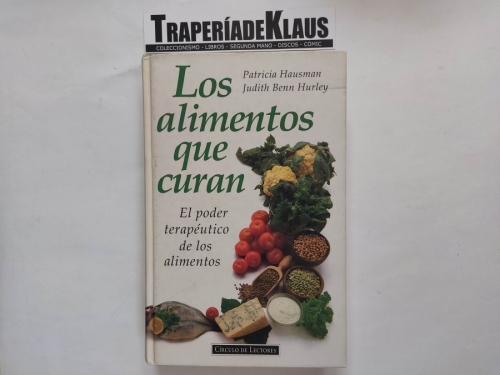 TRAPERÍADEKLAUS
COLECCIONISMO - LIBROS - SEGUNDA MANO - DISCOS - COMIC
Patricia Hausman
Judith Benn Hurley
Los
alimentos
que
curan
El poder
terapéutico
de los
alimentos
CÍRCULO DE LECTORES